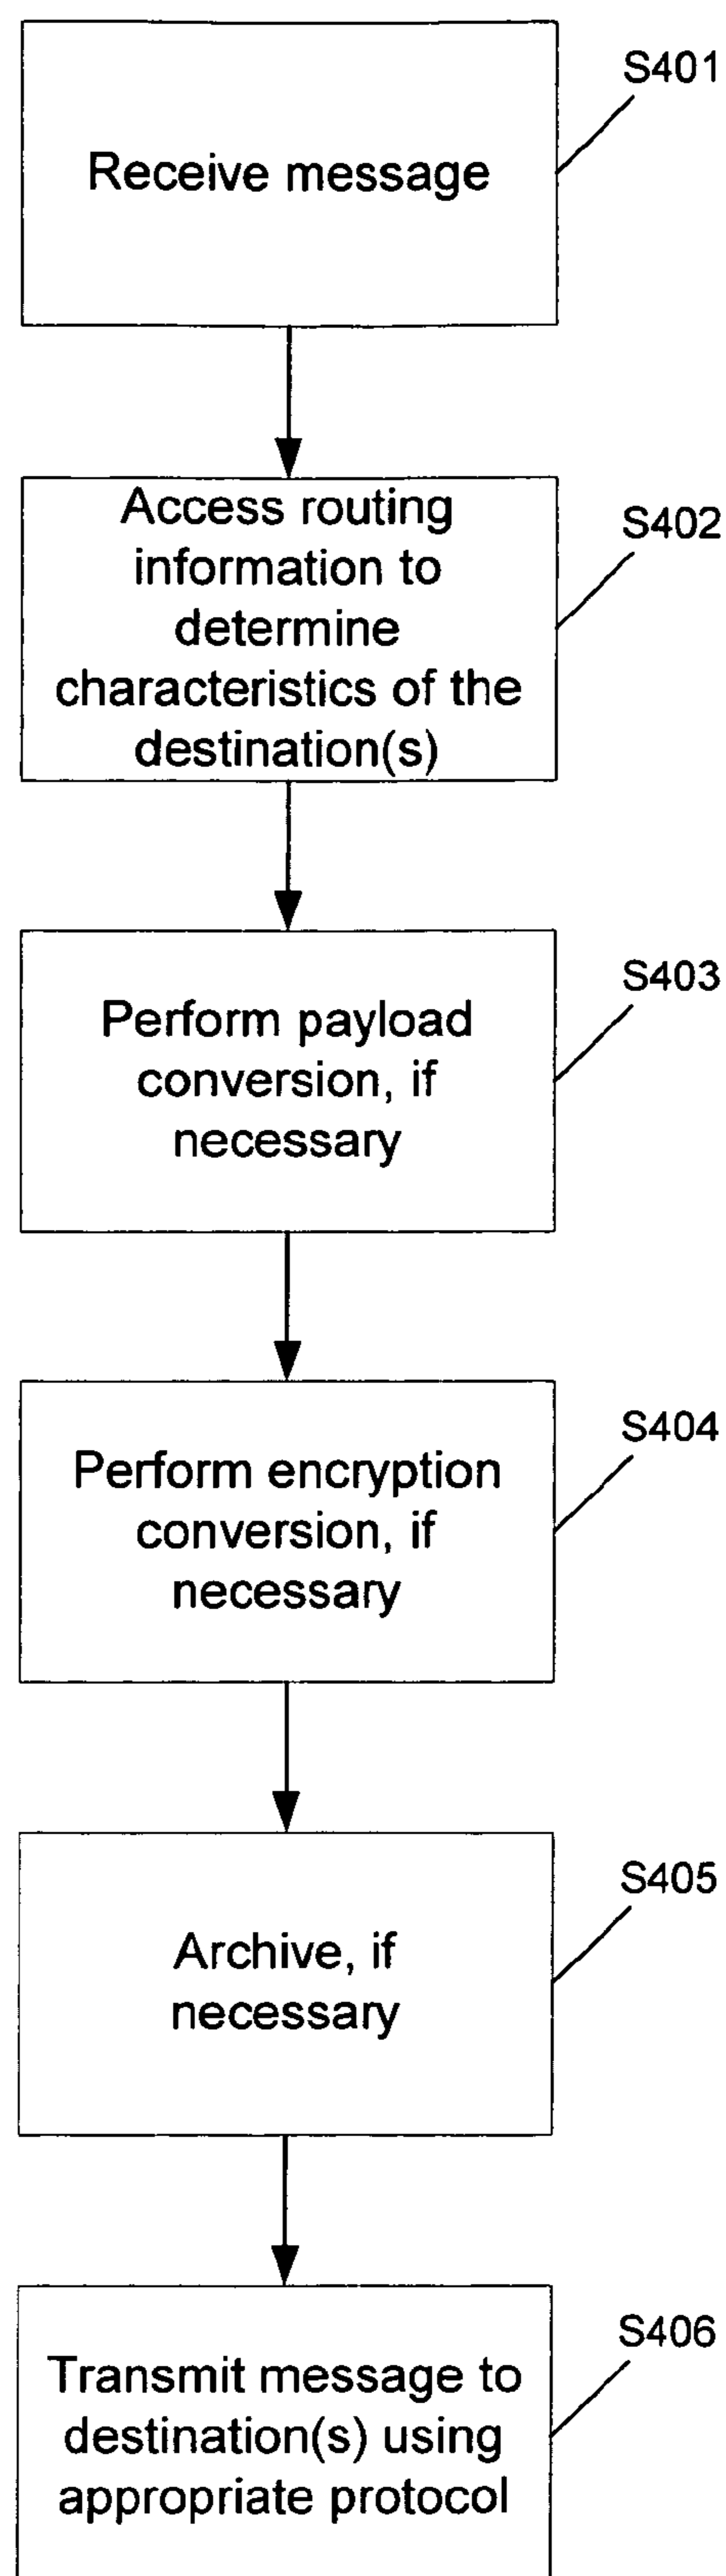 S401
Receive message
S402
Access routing
information to
determine
characteristics of the
destination(s)
S403
Perform payload
conversion, if
necessary
S404
Perform encryption
conversion, if
necessary
S405
Archive, if
necessary
S406
Transmit message to
destination(s) using
appropriate protocol